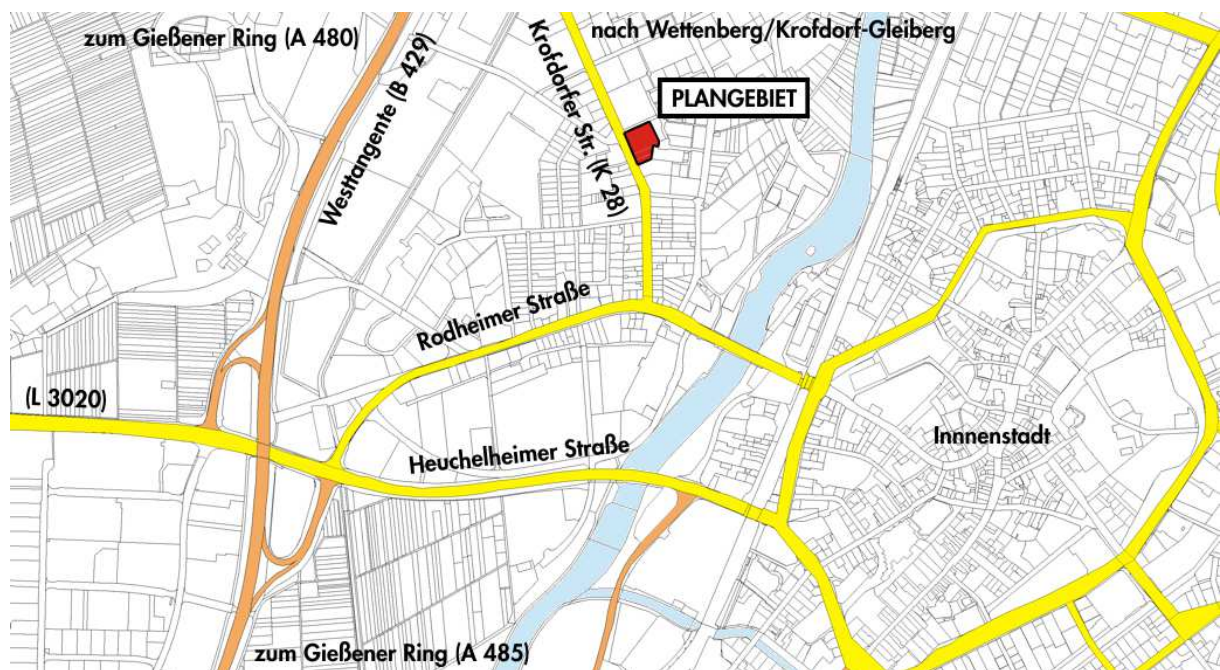 nach Wettenberg/Krofdorf-Gleiberg
zum Gießener Ring (A 480)
Westtangente (B 429)
Krofdorfer Str. (K 28)
PLANGEBIET
Rodheimer Straße
(L 3020)
Heuchelheimer Straße
Innnenstadt
zum Gießener Ring (A 485)